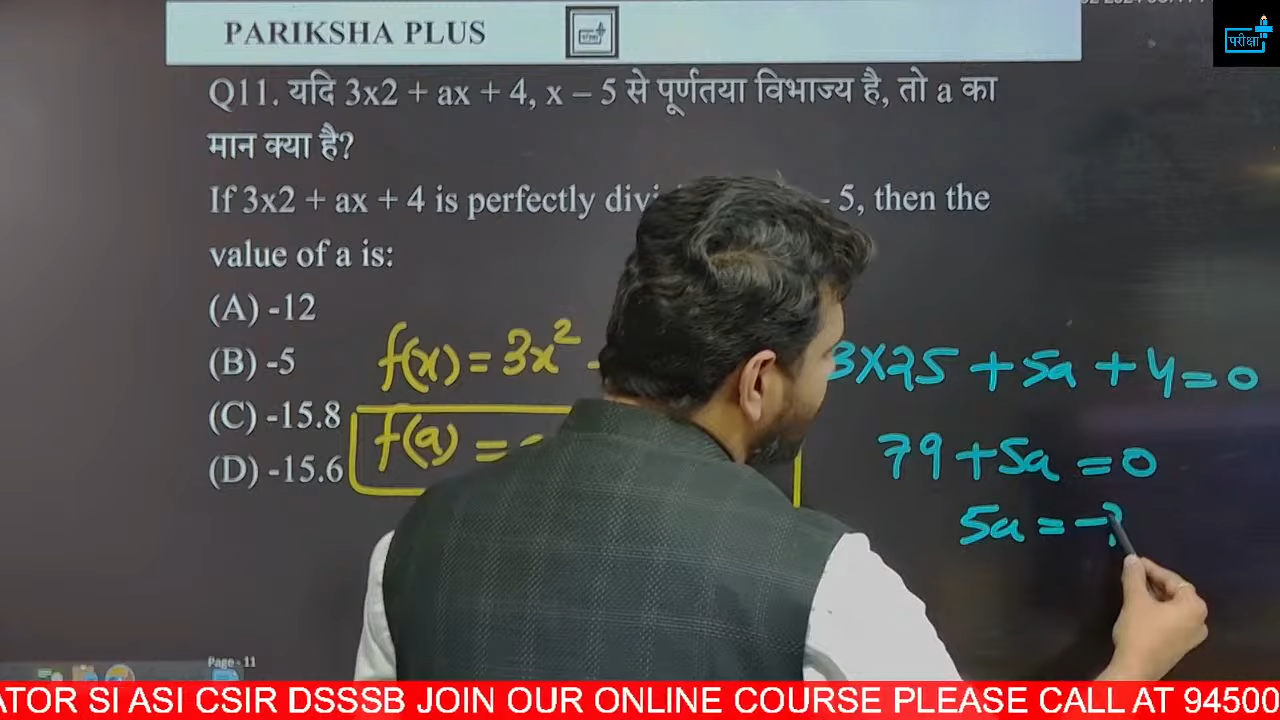 PARIKSHA PLUS
परीक्षा
Q11. यदि 3x2 + ax + 4, x – 5 से पूर्णतया विभाज्य है, तो a का
मान क्या है?
If 3x2 + ax + 4 is perfectly – 5, then the
value of a is:
(A) -12
(B) -5
(C) -15.8
(D) -15.6
f(x) = 3x²
f(a) =
3X25 + 5a + 4 = 0
79 + 5a = 0
5a = -
Page - 11
SI ASI CSIR DSSSB JOIN OUR ONLINE COURSE PLEASE CALL AT 94500